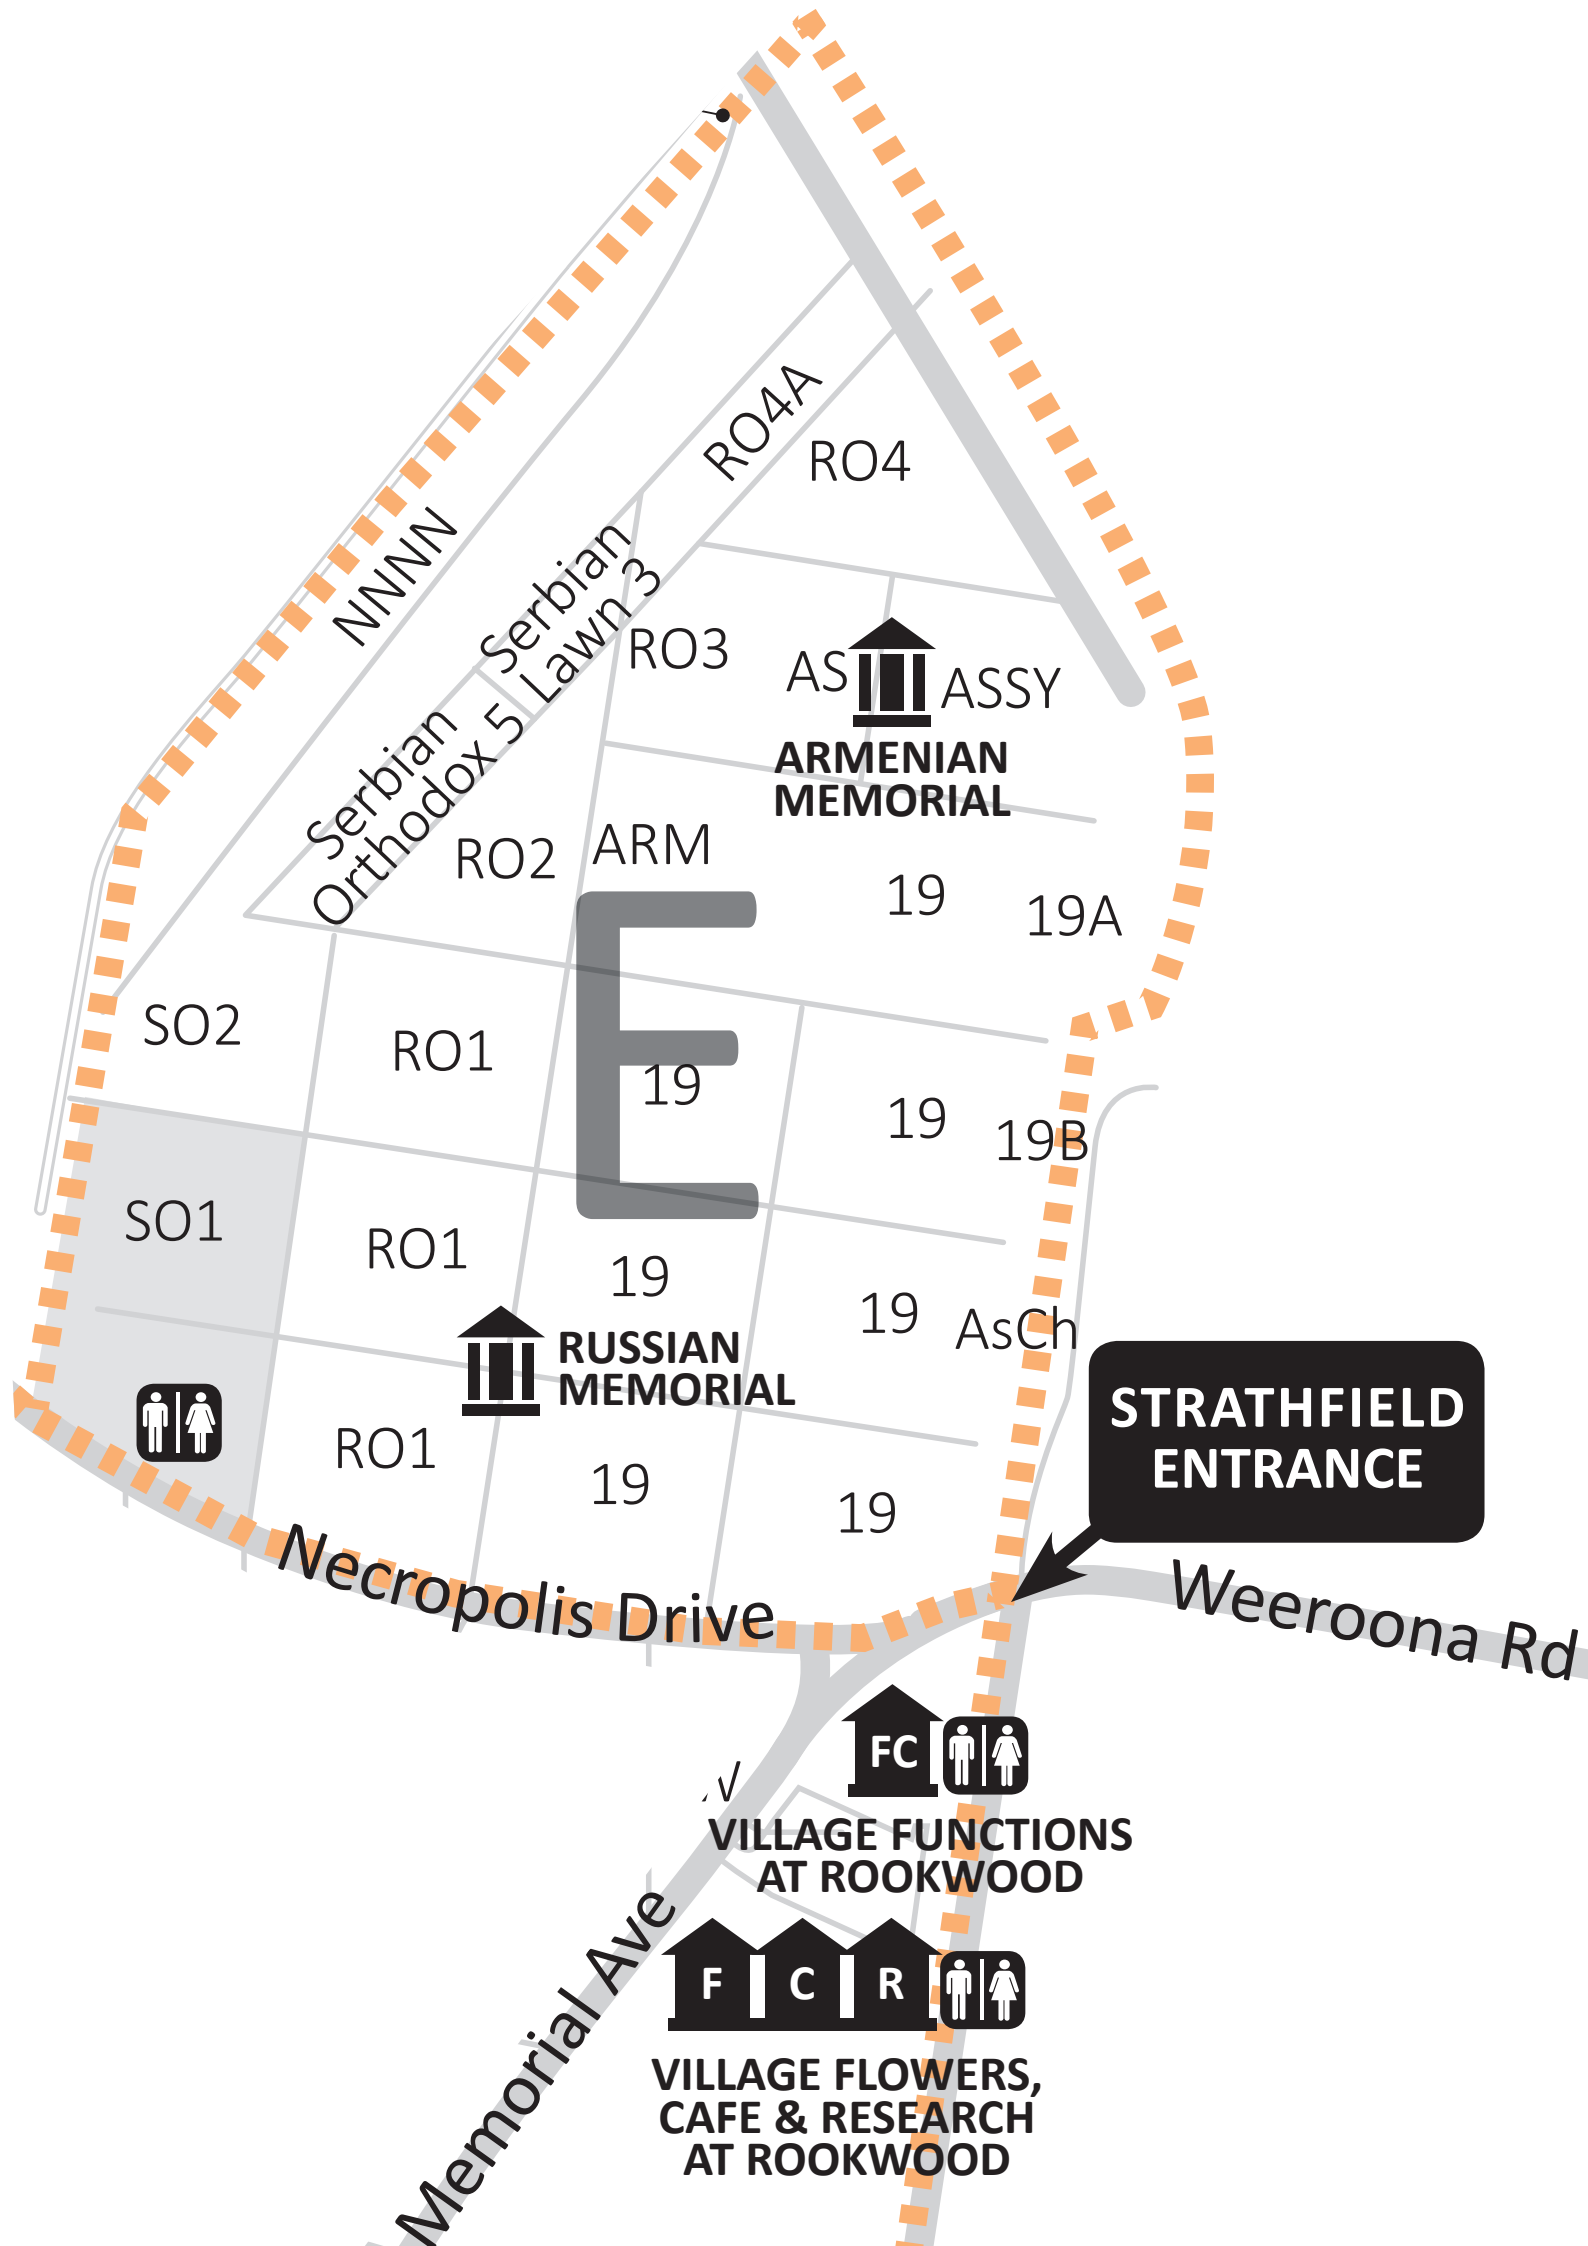 RO4A
RO4
NNNN
Serbian
Lawn 3
RO3
AS
ASSY
ARMENIAN
MEMORIAL
Serbian
Orthodox 5
RO2
ARM
19
19A
E
SO2
RO1
19
19
19B
SO1
RO1
19
19
AsCh
RUSSIAN
MEMORIAL
STRATHFIELD
ENTRANCE
RO1
19
19
Necropolis Drive
Weeroona Rd
FC
VILLAGE FUNCTIONS
AT ROOKWOOD
Memorial Ave
F C R
VILLAGE FLOWERS,
CAFE & RESEARCH
AT ROOKWOOD